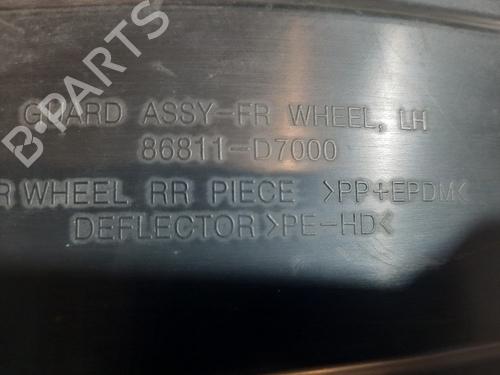 B-PARTS
GUARD ASSY-FR WHEEL, LH
86811-D7000
R WHEEL RR PIECE >PP+EPDM<
DEFLECTOR >PE-HD<